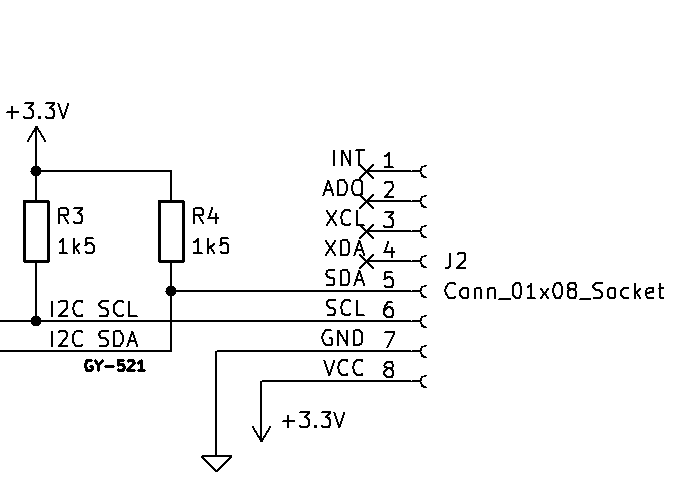 +3.3V
INT 1
ADO 2
XCL 3
R3
R4
1k5
1k5
XDA 4
J2
SDA 5
Conn_01x08_Socket
I2C SCL
SCL 6
I2C SDA
GND 7
GY-521
VCC 8
+3.3V